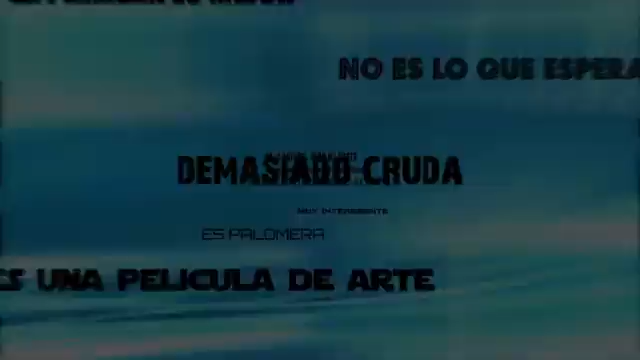 NO ES LO QUE ESPERA
DEMASIADO CRUDA
MUY INTERESANTE
ES PALOMERA
ES UNA PELICULA DE ARTE